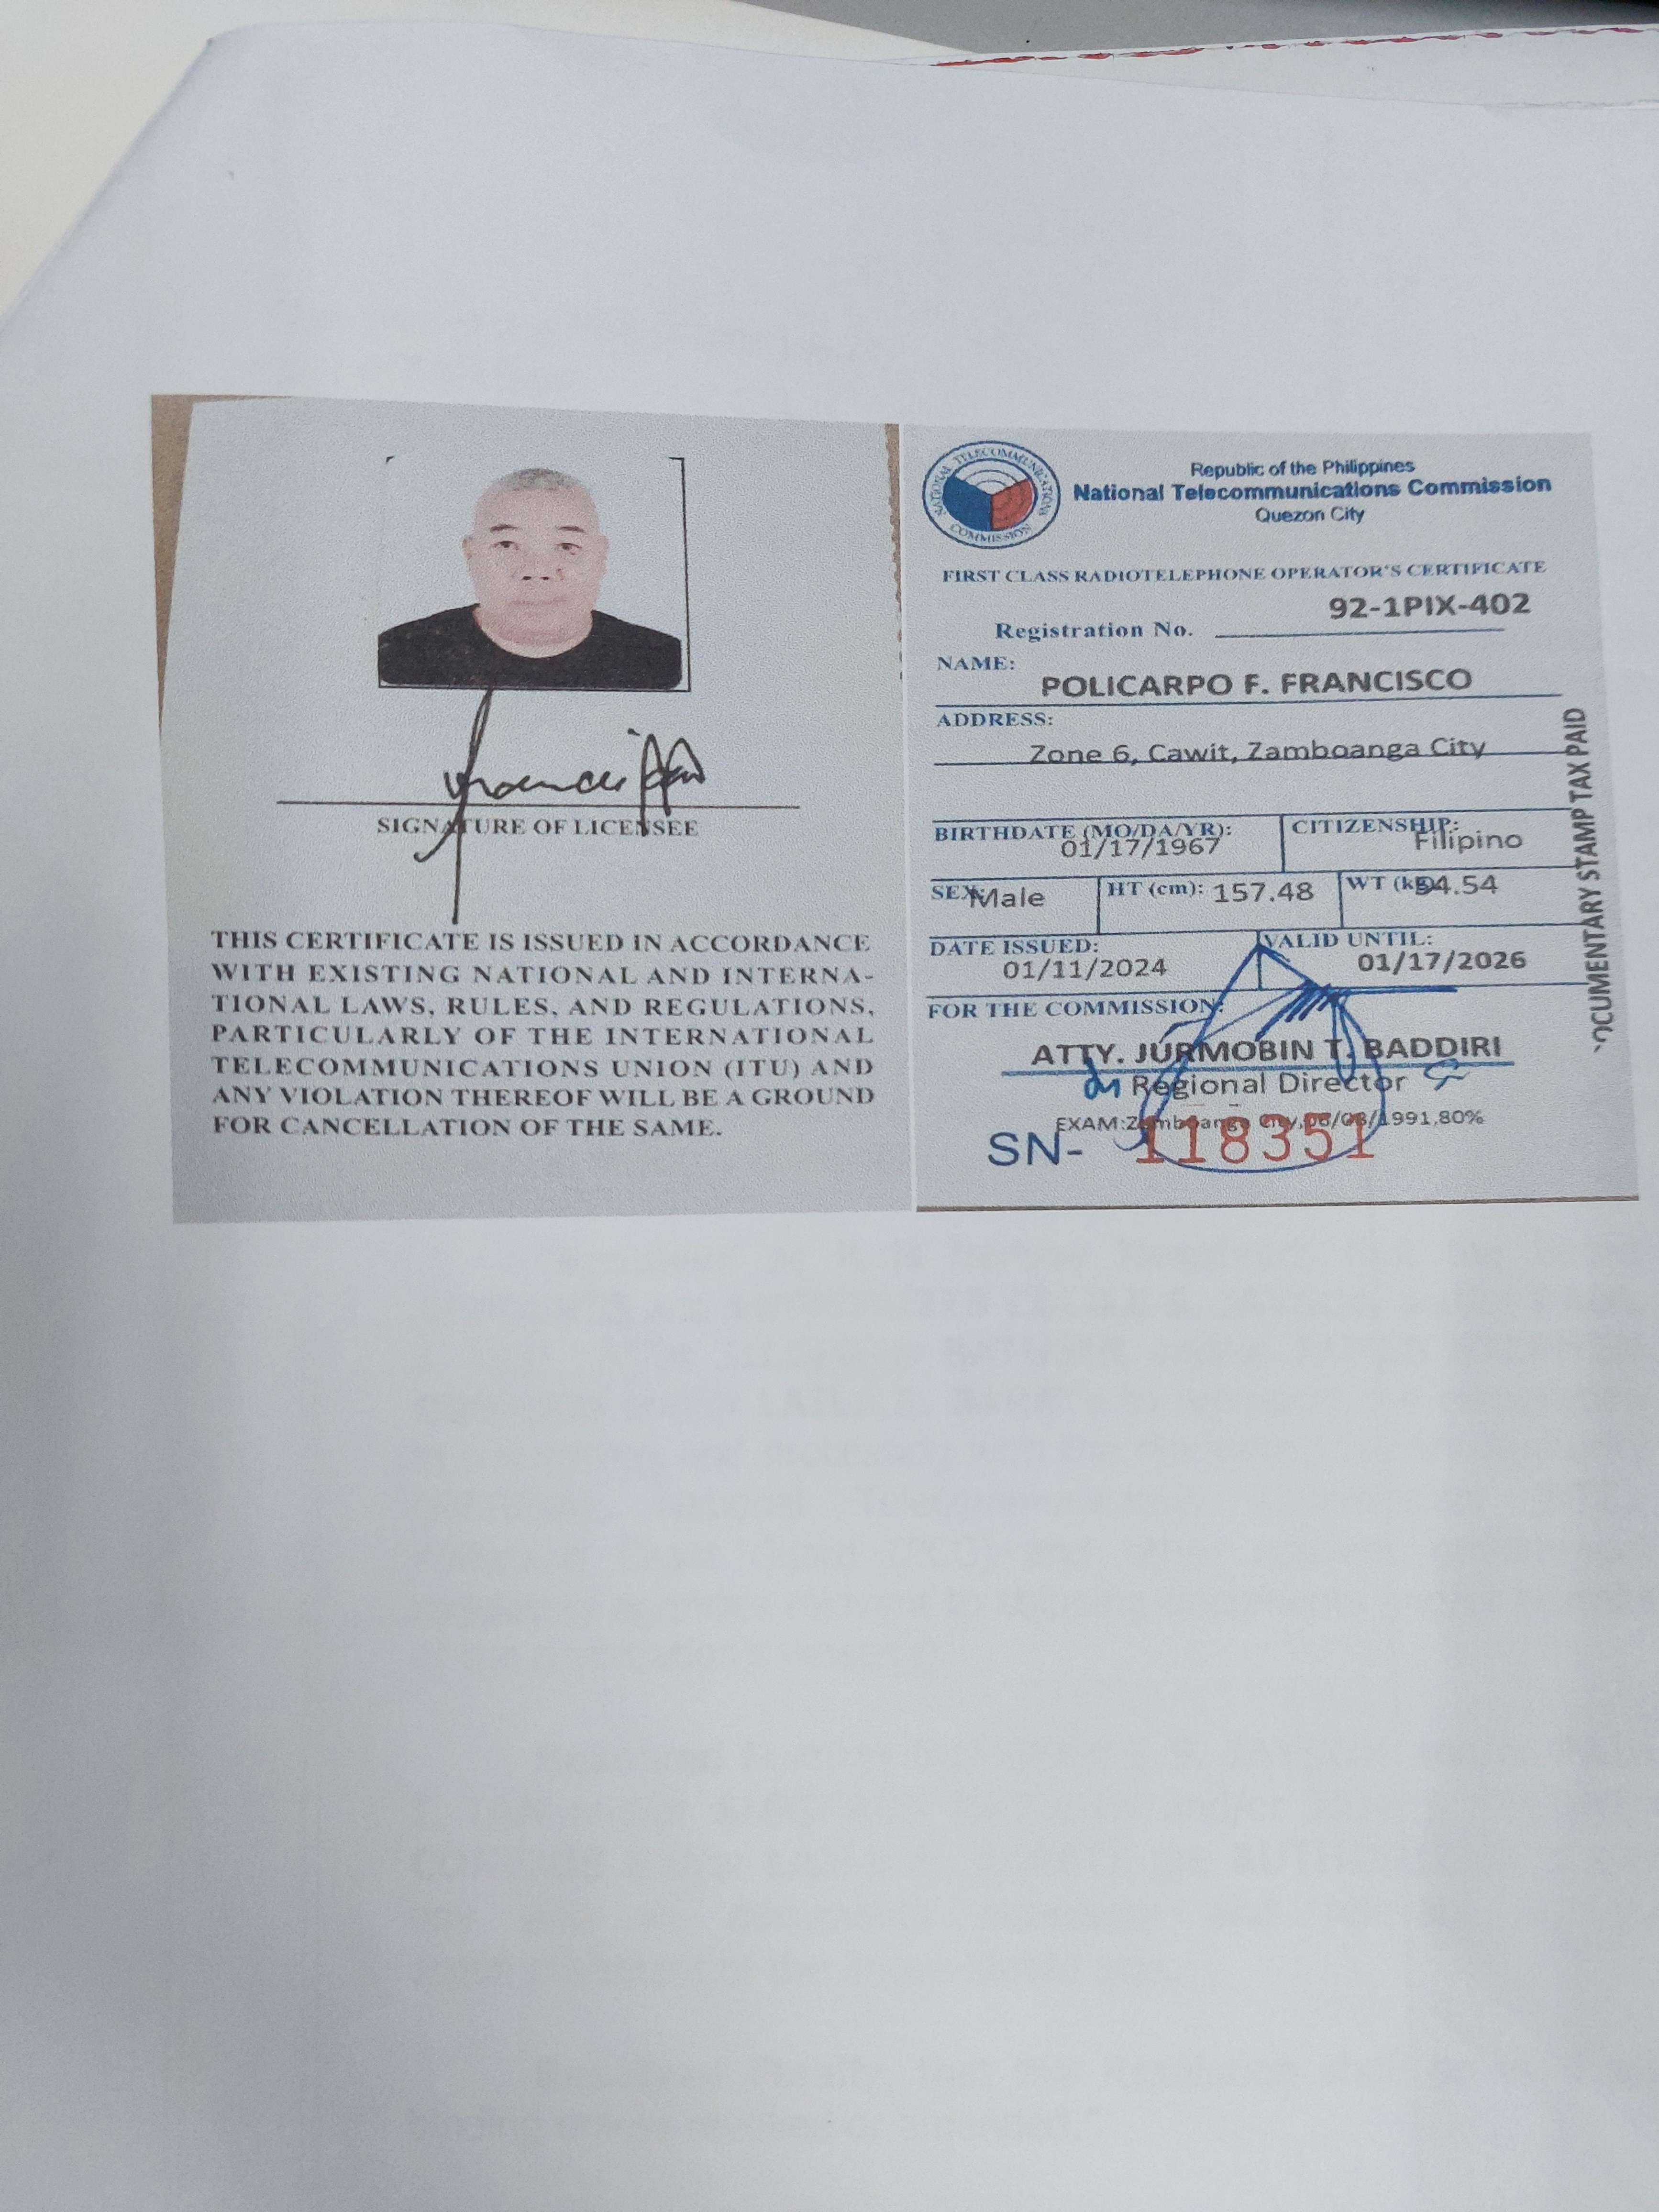 SIGNATURE OF LICENSEE
THIS CERTIFICATE IS ISSUED IN ACCORDANCE
WITH EXISTING NATIONAL AND INTERNA-
TIONAL LAWS, RULES, AND REGULATIONS,
PARTICULARLY OF THE INTERNATIONAL
TELECOMMUNICATIONS UNION (ITU) AND
ANY VIOLATION THEREOF WILL BE A GROUND
FOR CANCELLATION OF THE SAME.
NATIONAL TELECOMMUNICATIONS COMMISSION
Republic of the Philippines
National Telecommunications Commission
Quezon City
FIRST CLASS RADIOTELEPHONE OPERATOR'S CERTIFICATE
92-1PIX-402
Registration No.
NAME:
POLICARPO F. FRANCISCO
ADDRESS:
Zone 6, Cawit, Zamboanga City
BIRTHDATE (MO/DA/YR): CITIZENSHIP:
01/17/1967 Filipino
SEX: Male HT (cm): 157.48 WT (kg): 4.54
DATE ISSUED: VALID UNTIL:
01/11/2024 01/17/2026
FOR THE COMMISSION:
ATTY. JURMOBIN T. BADDIRI
Regional Director
EXAM:Zamboanga City, 1991,80%
SN- 118351
DOCUMENTARY STAMP TAX PAID